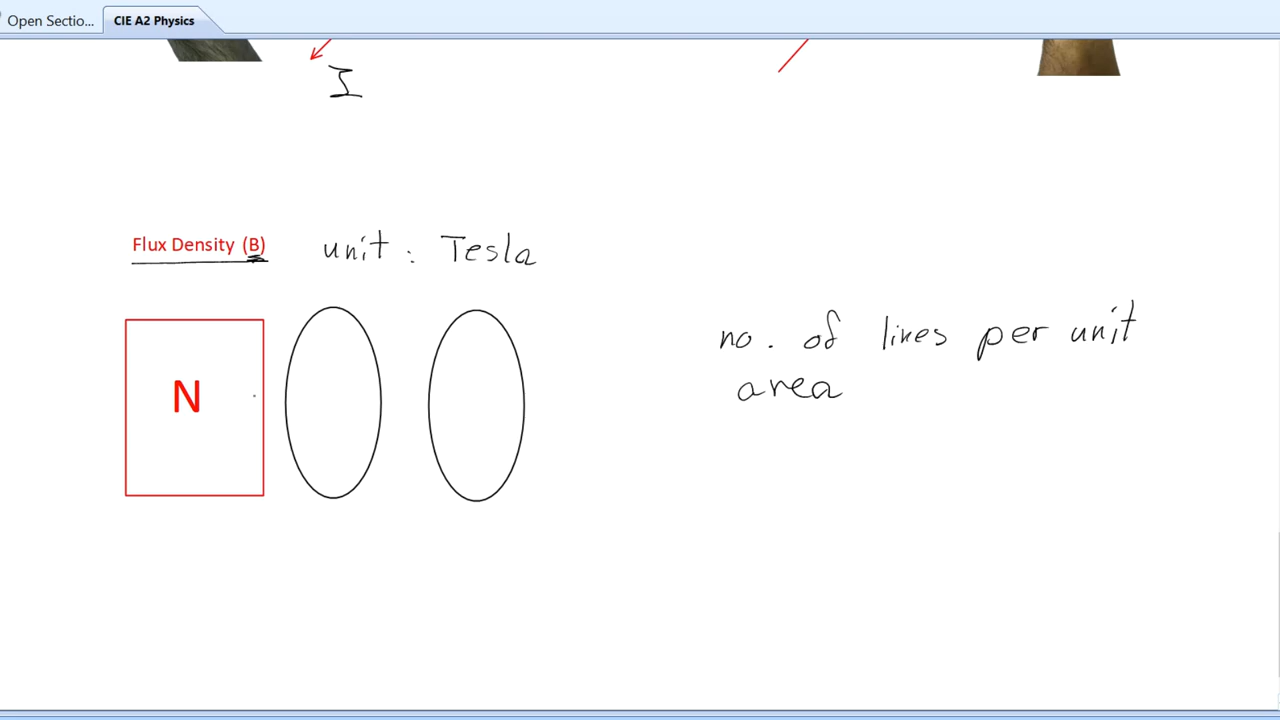 Open Sectio...
CIE A2 Physics
I
Flux Density (B)
unit : Tesla
N
no. of lines per unit
area